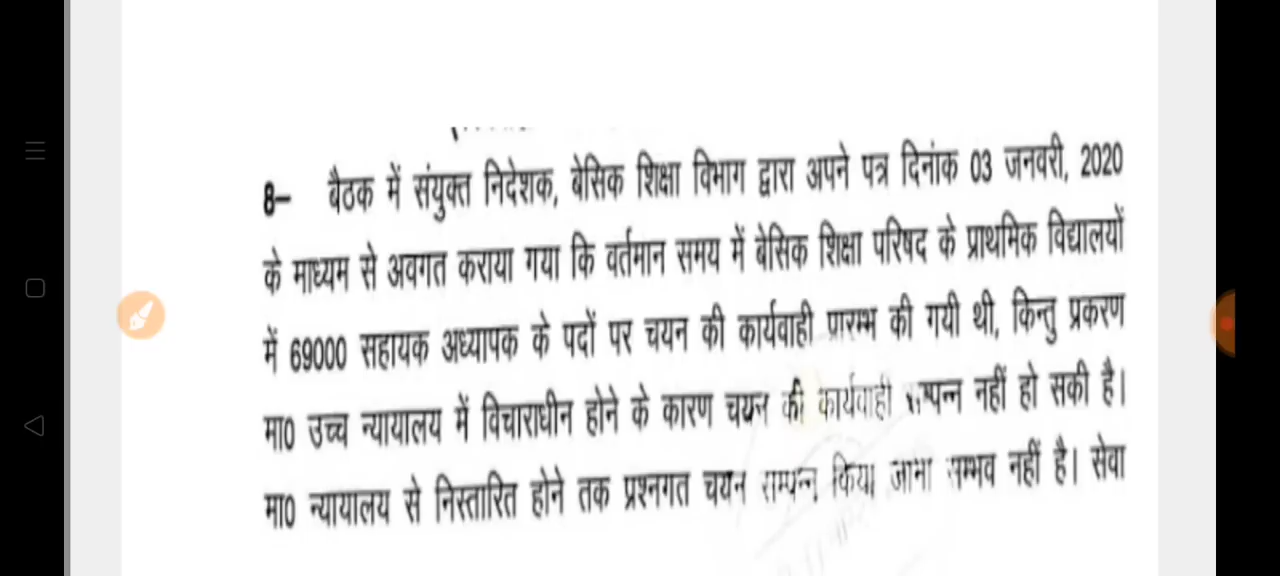 8– बैठक में संयुक्त निदेशक, बेसिक शिक्षा विभाग द्वारा अपने पत्र दिनांक 03 जनवरी, 2020
के माध्यम से अवगत कराया गया कि वर्तमान समय में बेसिक शिक्षा परिषद के प्राथमिक विद्यालयों
में 69000 सहायक अध्यापक के पदों पर चयन की कार्यवाही प्रारम्भ की गयी थी, किन्तु प्रकरण
मा0 उच्च न्यायालय में विचाराधीन होने के कारण चयन की कार्यवाही सम्पन्न नहीं हो सकी है।
मा0 न्यायालय से निस्तारित होने तक प्रश्नगत चयन सम्पन्न किया जाना सम्भव नहीं है। सेवा